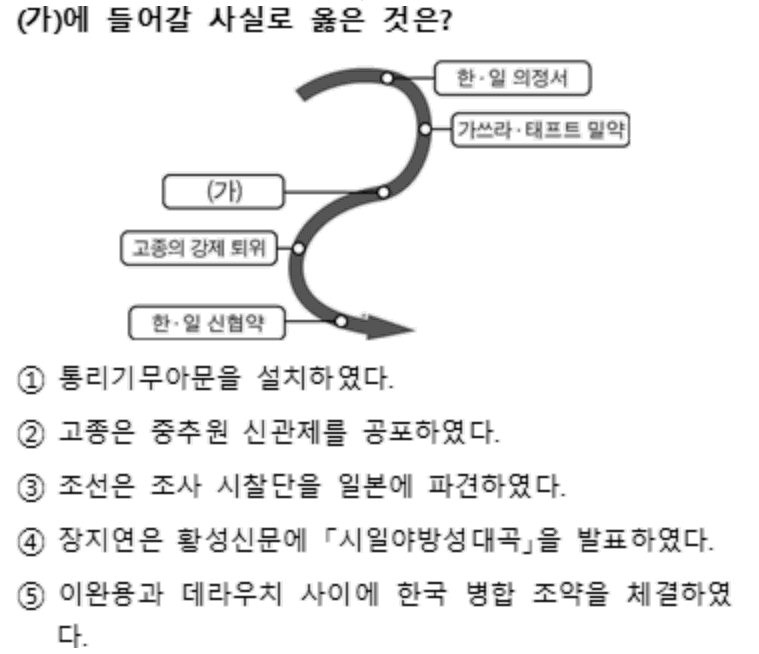 (가)에 들어갈 사실로 옳은 것은?
한·일 의정서
가쓰라·태프트 밀약
(가)
고종의 강제 퇴위
한·일 신협약
① 통리기무아문을 설치하였다.
② 고종은 중추원 신관제를 공포하였다.
③ 조선은 조사 시찰단을 일본에 파견하였다.
④ 장지연은 황성신문에 「시일야방성대곡」을 발표하였다.
⑤ 이완용과 데라우치 사이에 한국 병합 조약을 체결하였
다.